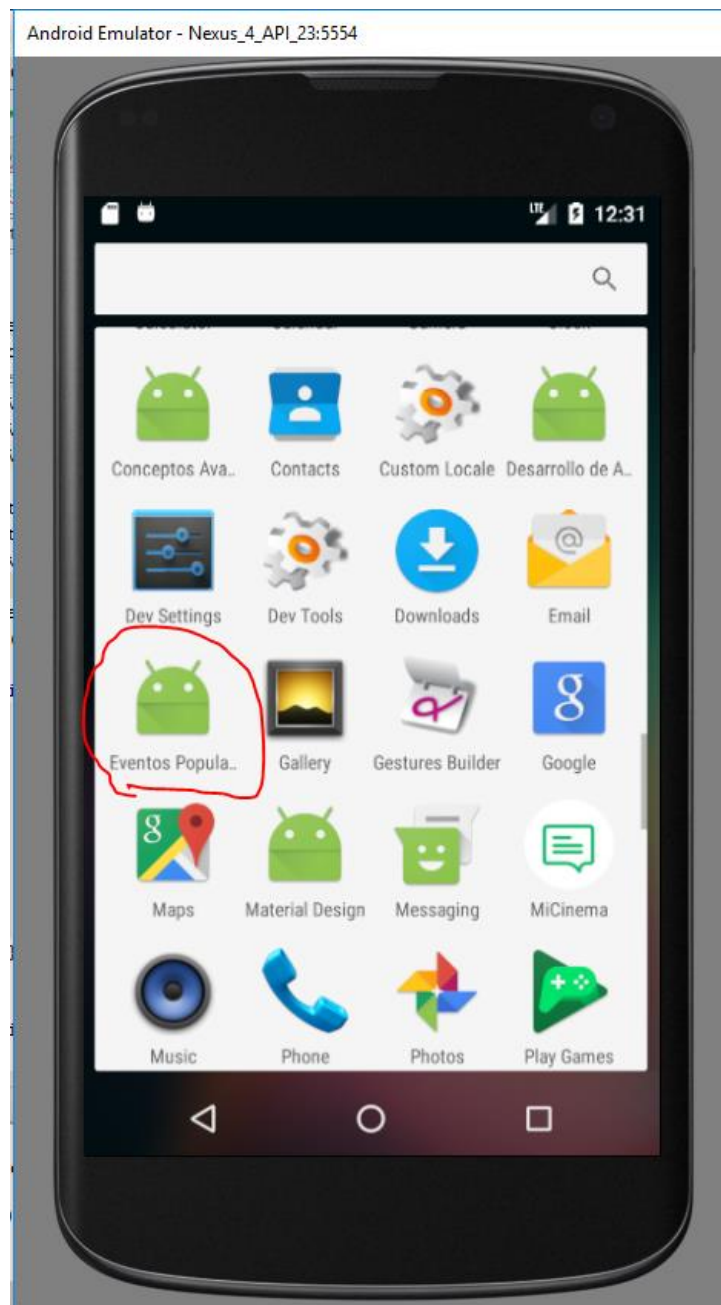 Android Emulator - Nexus_4_API_23:5554
LTE 12:31
Conceptos Ava.. Contacts Custom Locale Desarrollo de A..
Dev Settings Dev Tools Downloads Email
Eventos Popula.. Gallery Gestures Builder Google
Maps Material Design Messaging MiCinema
Music Phone Photos Play Games